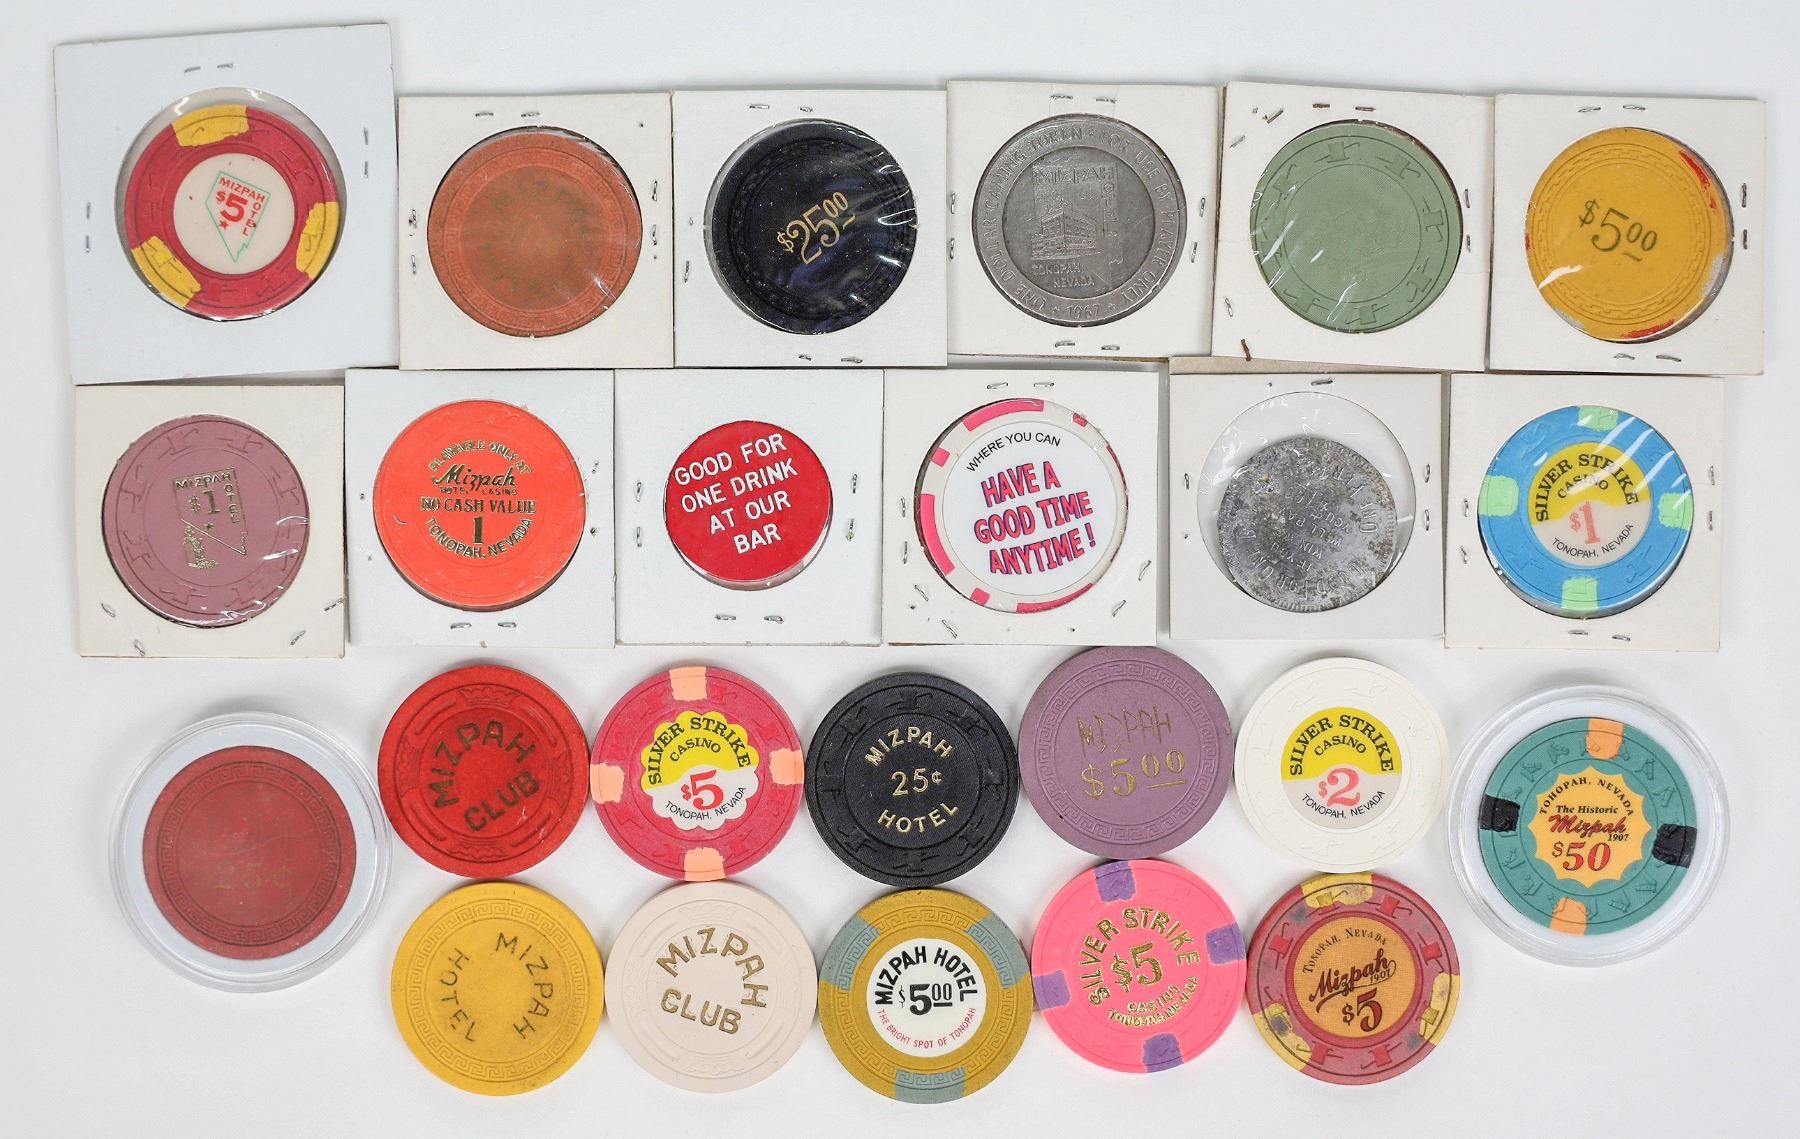 MIZPAH
HOTEL
$5
$25.00
ONE DOLLAR GAMING TOKEN · FOR USE BY PLAYER ONLY
MIZPAH
TONOPAH,
NEVADA
1967
$5.00
MIZPAH
HOTEL
$1
PLAYABLE ONLY AT
Mizpah
HOTEL CASINO
NO CASH VALUE
1
TONOPAH, NEVADA
GOOD FOR
ONE DRINK
AT OUR
BAR
WHERE YOU CAN
HAVE A
GOOD TIME
ANYTIME!
SILVER STRIKE
CASINO
$1
TONOPAH, NEVADA
25¢
MIZPAH
CLUB
SILVER STRIKE
CASINO
$5
TONOPAH, NEVADA
MIZPAH
25¢
HOTEL
MIZPAH
$5.00
SILVER STRIKE
CASINO
$2
TONOPAH, NEVADA
TONOPAH, NEVADA
The Historic
Mizpah
1907
$50
MIZPAH
HOTEL
MIZPAH
MIZPAH
CLUB
MIZPAH HOTEL
$5.00
THE BRIGHT SPOT OF TONOPAH
SILVER STRIKE
$5
CASINO
TONOPAH, NEVADA
TONOPAH, NEVADA
Mizpah
1907
$5